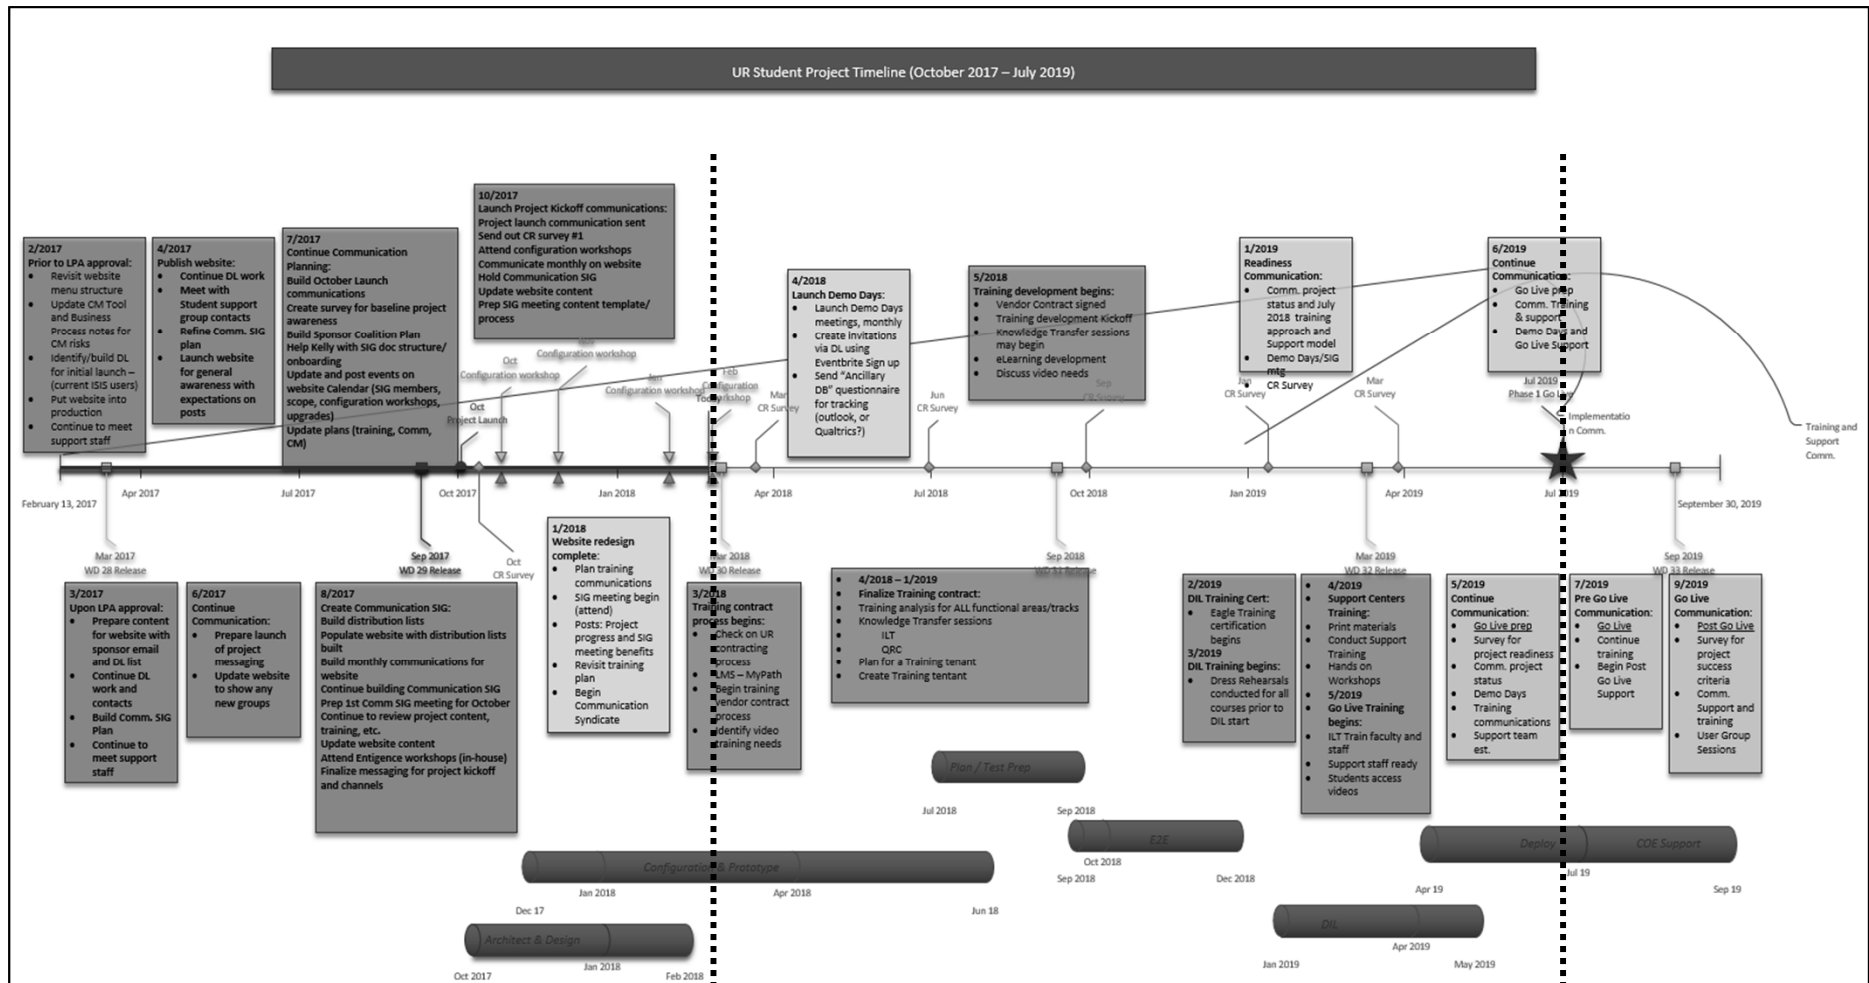 UR Student Project Timeline (October 2017 – July 2019)
2/2017
Prior to LPA approval:
• Revisit website
menu structure
• Update CM Tool
and Business
Process notes for
CM risks
• Identify/build DL
for initial launch –
(current ISIS users)
• Put website into
production
• Continue to meet
support staff
4/2017
Publish website:
• Continue DL work
• Meet with
Student support
group contacts
• Refine Comm. SIG
plan
• Launch website
for general
awareness with
expectations on
posts
7/2017
Continue Communication
Planning:
Build October Launch
communications
Create survey for baseline project
awareness
Build Sponsor Coalition Plan
Help Kelly with SIG doc structure/
onboarding
Update and post events on
website Calendar (SIG members,
scope, configuration workshops,
upgrades)
Update plans (training, Comm,
CM)
10/2017
Launch Project Kickoff communications:
Project launch communication sent
Send out CR survey #1
Attend configuration workshops
Communicate monthly on website
Hold Communication SIG
Update website content
Prep SIG meeting content template/
process
4/2018
Launch Demo Days:
• Launch Demo Days
meetings, monthly
• Create Invitations
via DL using
Eventbrite Sign up
• Send "Ancillary
DB" questionnaire
for tracking
(outlook, or
Qualtrics?)
5/2018
Training development begins:
• Vendor Contract signed
• Training development Kickoff
• Knowledge Transfer sessions
may begin
• eLearning development
• Discuss video needs
1/2019
Readiness
Communication:
• Comm. project
status and July
2018 training
approach and
Support model
• Demo Days/SIG
mtg
• CR Survey
6/2019
Continue
Communication:
• Go Live prep
• Comm. Training
& support
• Demo Days and
Go Live Support
Oct
Project Launch
Oct
Configuration workshop
Configuration workshop
Jan
Configuration workshop
Feb
Configuration
workshop
Mar
CR Survey
Jun
CR Survey
Sep
CR Survey
Jan
CR Survey
Mar
CR Survey
Jul 2019
Phase 1 Go Live
Implementatio
n Comm.
Training and
Support
Comm.
February 13, 2017
Apr 2017
Jul 2017
Oct 2017
Jan 2018
Apr 2018
Jul 2018
Oct 2018
Jan 2019
Apr 2019
Jul 2019
September 30, 2019
Mar 2017
WD 28 Release
Sep 2017
WD 29 Release
Oct
CR Survey
Mar 2018
WD 30 Release
Sep 2018
WD 31 Release
Mar 2019
WD 32 Release
Sep 2019
WD 33 Release
3/2017
Upon LPA approval:
• Prepare content
for website with
sponsor email
and DL list
• Continue DL
work and
contacts
• Build Comm. SIG
Plan
• Continue to
meet support
staff
6/2017
Continue
Communication:
• Prepare launch
of project
messaging
• Update website
to show any
new groups
8/2017
Create Communication SIG:
Build distribution lists
Populate website with distribution lists
built
Build monthly communications for
website
Continue building Communication SIG
Prep 1st Comm SIG meeting for October
Continue to review project content,
training, etc.
Update website content
Attend Entigence workshops (in-house)
Finalize messaging for project kickoff
and channels
1/2018
Website redesign
complete:
• Plan training
communications
• SIG meeting begin
(attend)
• Posts: Project
progress and SIG
meeting benefits
• Revisit training
plan
• Begin
Communication
Syndicate
3/2018
Training contract
process begins:
• Check on UR
contracting
process
• LMS – MyPath
• Begin training
vendor contract
process
• Identify video
training needs
• 4/2018 – 1/2019
• Finalize Training contract:
• Training analysis for ALL functional areas/tracks
• Knowledge Transfer sessions
• ILT
• QRC
• Plan for a Training tenant
• Create Training tentant
2/2019
DIL Training Cert:
• Eagle Training
certification
begins
3/2019
DIL Training begins:
• Dress Rehearsals
conducted for all
courses prior to
DIL start
• 4/2019
• Support Centers
Training:
• Print materials
• Conduct Support
Training
• Hands on
Workshops
• 5/2019
• Go Live Training
begins:
• ILT Train faculty and
staff
• Support staff ready
• Students access
videos
5/2019
Continue
Communication:
• Go Live prep
• Survey for
project readiness
• Comm. project
status
• Demo Days
• Training
communications
• Support team
est.
7/2019
Pre Go Live
Communication:
• Go Live
• Continue
training
• Begin Post
Go Live
Support
9/2019
Go Live
Communication:
• Post Go Live
• Survey for
project
success
criteria
• Comm.
Support and
training
• User Group
Sessions
Plan / Test Prep
Jul 2018
Sep 2018
E2E
Oct 2018
Sep 2018
Dec 2018
Configuration & Prototype
Jan 2018
Apr 2018
Dec 17
Jun 18
Deploy
COE Support
Jul 19
Apr 19
Sep 19
Architect & Design
Jan 2018
Oct 2017
Feb 2018
DIL
Apr 2019
Jan 2019
May 2019